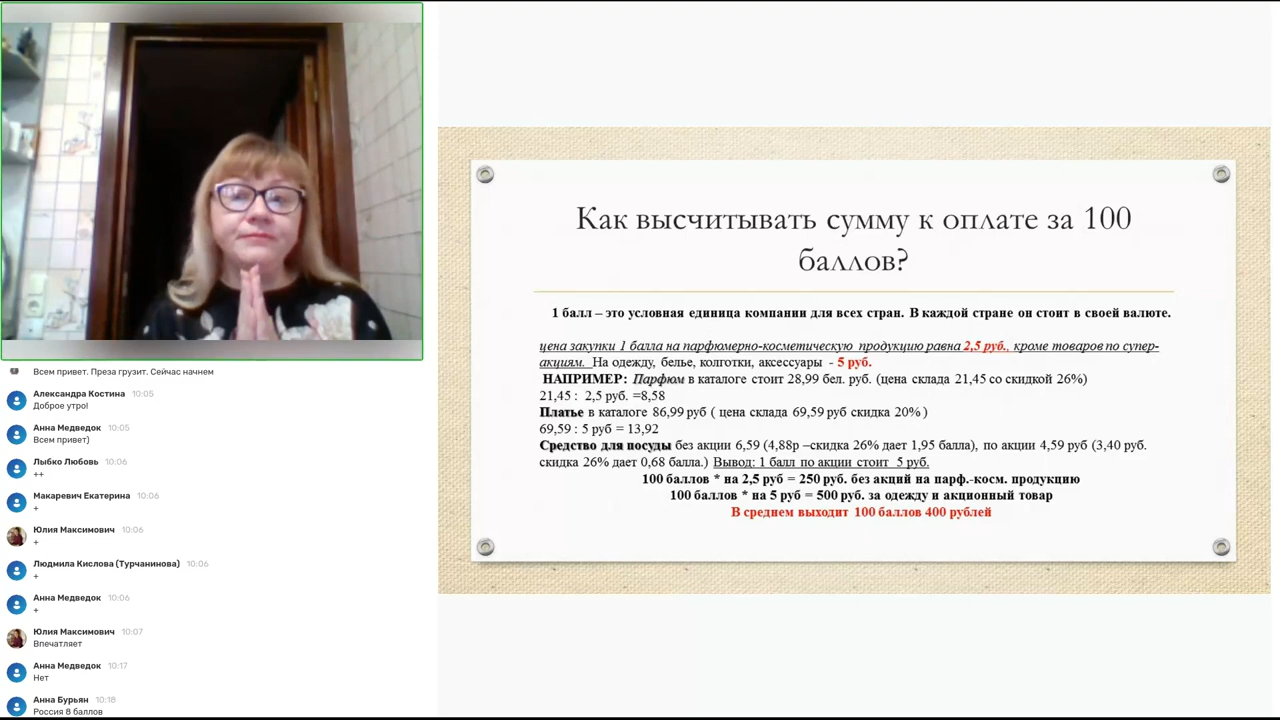 Всем привет. Преза грузит. Сейчас начнем
Александра Костина 10:05
Доброе утро!
Анна Медведок 10:05
Всем привет)
Лыбко Любовь 10:06
++
Макаревич Екатерина 10:06
+
Юлия Максимович 10:06
+
Людмила Кислова (Турчанинова) 10:06
+
Анна Медведок 10:06
+
Юлия Максимович 10:07
Впечатляет
Анна Медведок 10:17
Нет
Анна Бурьян 10:18
Россия 8 баллов
Как высчитывать сумму к оплате за 100
баллов?
1 балл – это условная единица компании для всех стран. В каждой стране он стоит в своей валюте.
цена закупки 1 балла на парфюмерно-косметическую продукцию равна 2,5 руб., кроме товаров по супер-
акциям. На одежду, белье, колготки, аксессуары - 5 руб.
НАПРИМЕР: Парфюм в каталоге стоит 28,99 бел. руб. (цена склада 21,45 со скидкой 26%)
21,45 : 2,5 руб. =8,58
Платье в каталоге 86,99 руб ( цена склада 69,59 руб скидка 20% )
69,59 : 5 руб = 13,92
Средство для посуды без акции 6,59 (4,88р –скидка 26% дает 1,95 балла), по акции 4,59 руб (3,40 руб.
скидка 26% дает 0,68 балла.) Вывод: 1 балл по акции стоит 5 руб.
100 баллов * на 2,5 руб = 250 руб. без акций на парф.-косм. продукцию
100 баллов * на 5 руб = 500 руб. за одежду и акционный товар
В среднем выходит 100 баллов 400 рублей